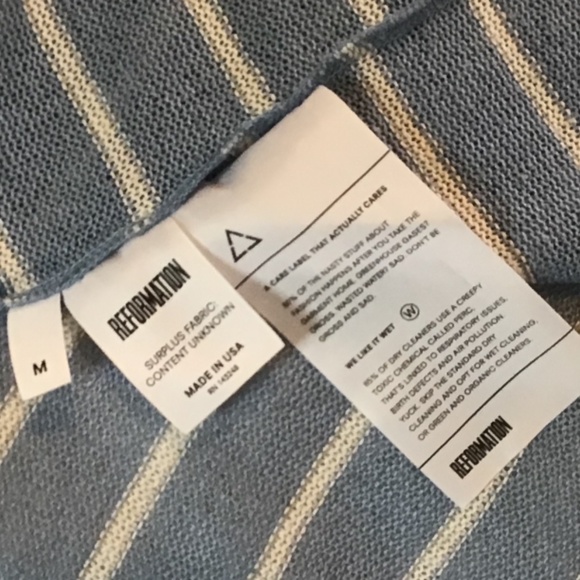 M
REFORMATION
SURPLUS FABRIC:
CONTENT UNKNOWN
MADE IN USA
RN 143248
A CARE LABEL THAT ACTUALLY CARES
OF THE NASTY STUFF ABOUT
FASHION HAPPENS AFTER YOU TAKE THE
GARMENT HOME. GREENHOUSE GASES?
GROSS. WASTED WATER? SAD. DON'T BE
GROSS AND SAD.
WE LIKE IT WET W
85% OF DRY CLEANERS USE A CREEPY
TOXIC CHEMICAL CALLED PERC,
THAT'S LINKED TO RESPIRATORY ISSUES,
BIRTH DEFECTS AND AIR POLLUTION.
YUCK. SKIP THE STANDARD DRY
CLEANING AND OPT FOR WET CLEANING,
OR GREEN AND ORGANIC CLEANERS.
REFORMATION